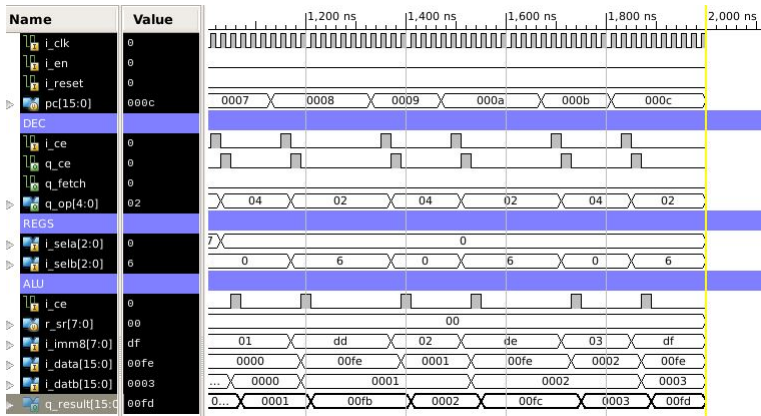 Name Value 1,200 ns 1,400 ns 1,600 ns 1,800 ns 2,000 ns
i_clk 0
i_en 0
i_reset 0
pc[15:0] 000c 0007 0008 0009 000a 000b 000c
DEC
i_ce 0
q_ce 0
q_fetch 0
q_op[4:0] 02 04 02 04 02 04 02
REGS
i_sela[2:0] 0 7 0
i_selb[2:0] 6 0 6 0 6 0 6
ALU
i_ce 0
r_sr[7:0] 00 00
i_imm8[7:0] df 01 dd 02 de 03 df
i_data[15:0] 00fe 0000 00fe 0001 00fe 0002 00fe
i_datb[15:0] 0003 ... 0000 0001 0002 0003
q_result[15:0 00fd 0... 0001 00fb 0002 00fc 0003 00fd